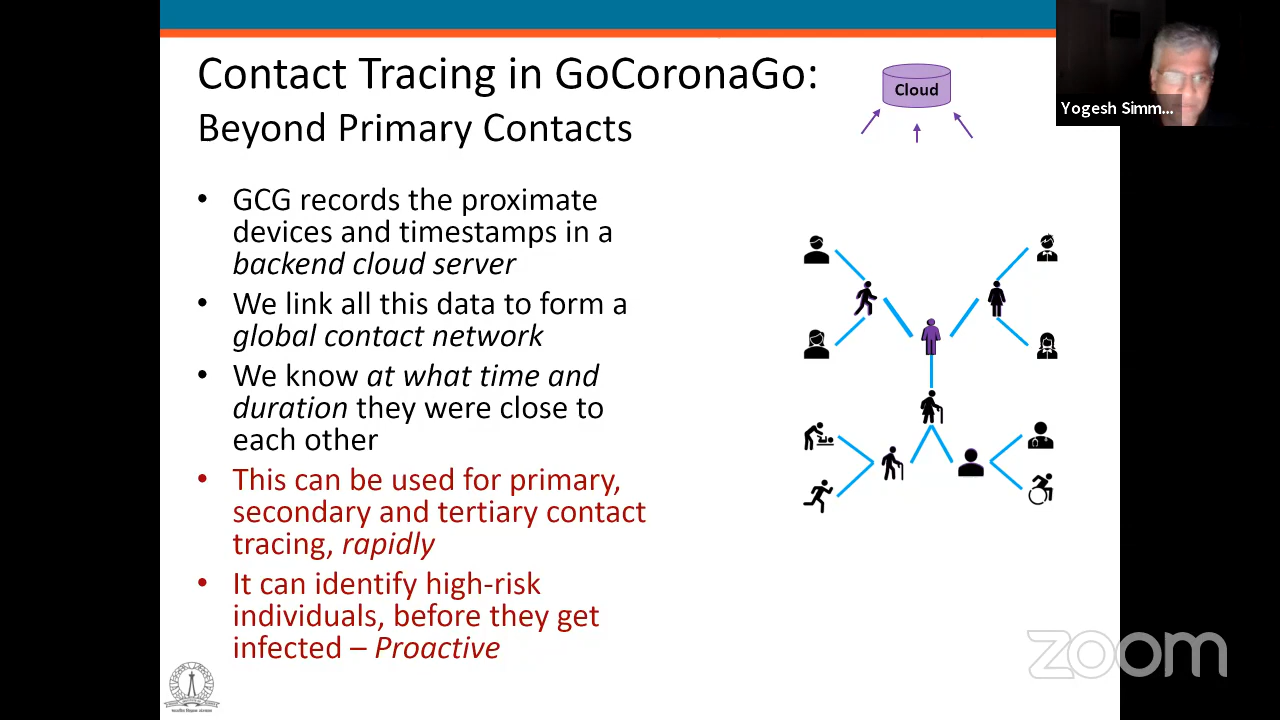 Contact Tracing in GoCoronaGo:
Beyond Primary Contacts
Cloud
Yogesh Simm...
• GCG records the proximate
devices and timestamps in a
backend cloud server
• We link all this data to form a
global contact network
• We know at what time and
duration they were close to
each other
• This can be used for primary,
secondary and tertiary contact
tracing, rapidly
• It can identify high-risk
individuals, before they get
infected – Proactive
zoom